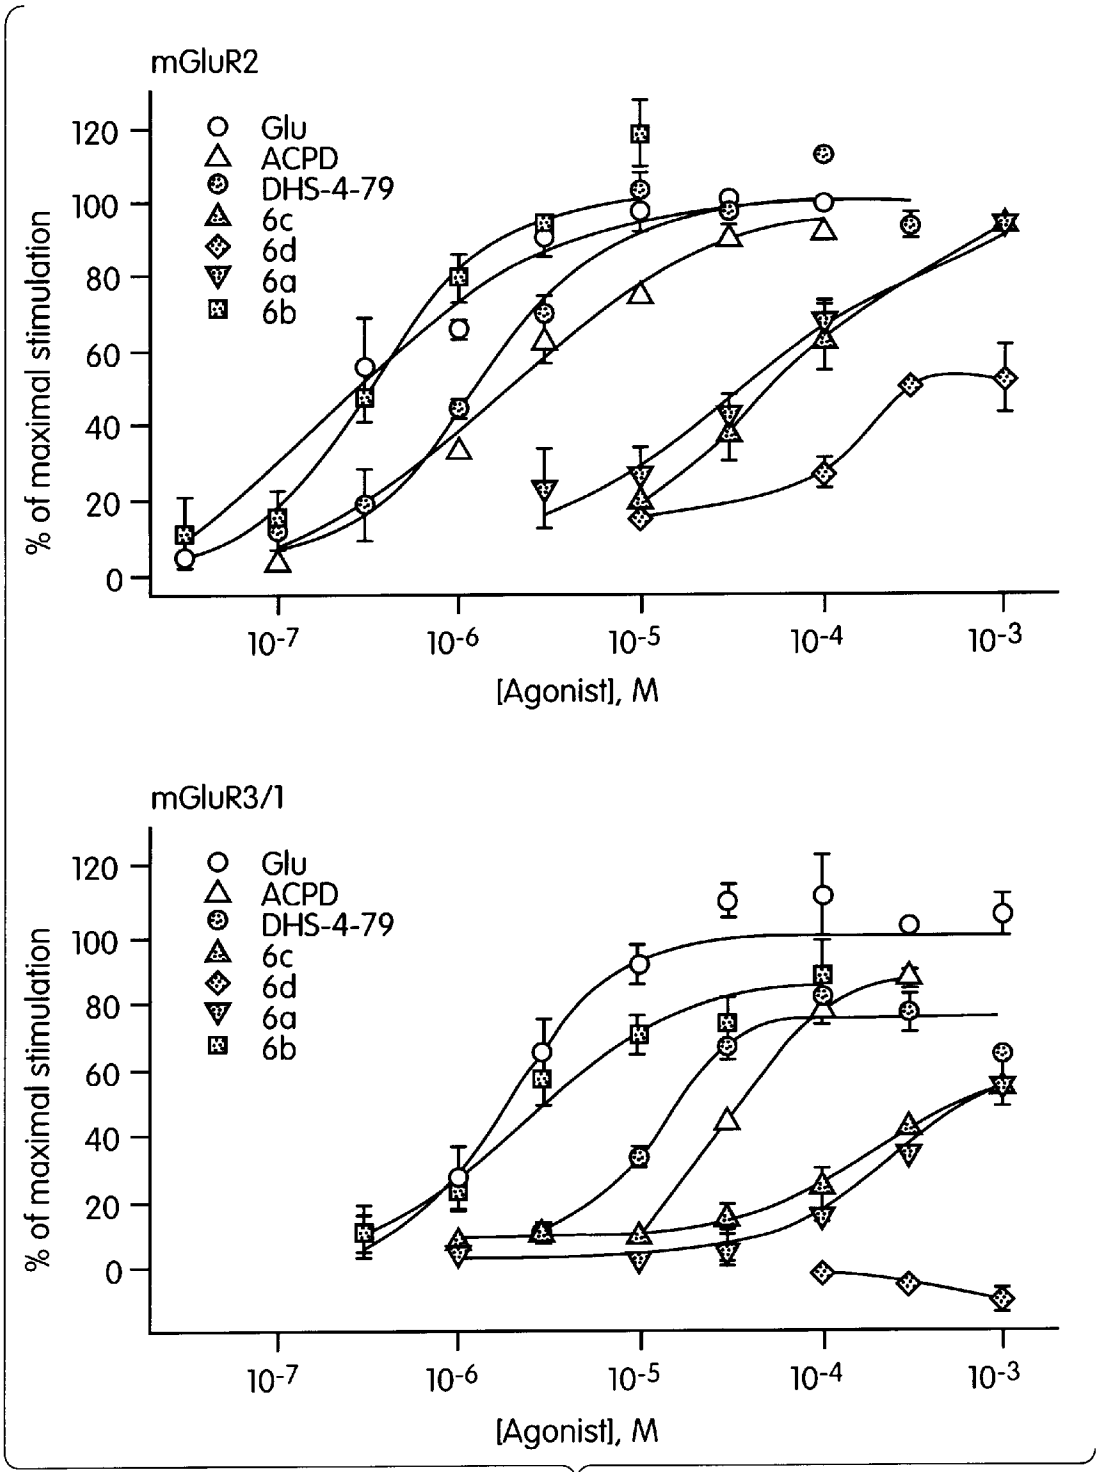 mGluR2
% of maximal stimulation
120
100
80
60
40
20
0
Glu
ACPD
DHS-4-79
6c
6d
6a
6b
10-7 10-6 10-5 10-4 10-3
[Agonist], M
mGluR3/1
% of maximal stimulation
120
100
80
60
40
20
0
Glu
ACPD
DHS-4-79
6c
6d
6a
6b
10-7 10-6 10-5 10-4 10-3
[Agonist], M